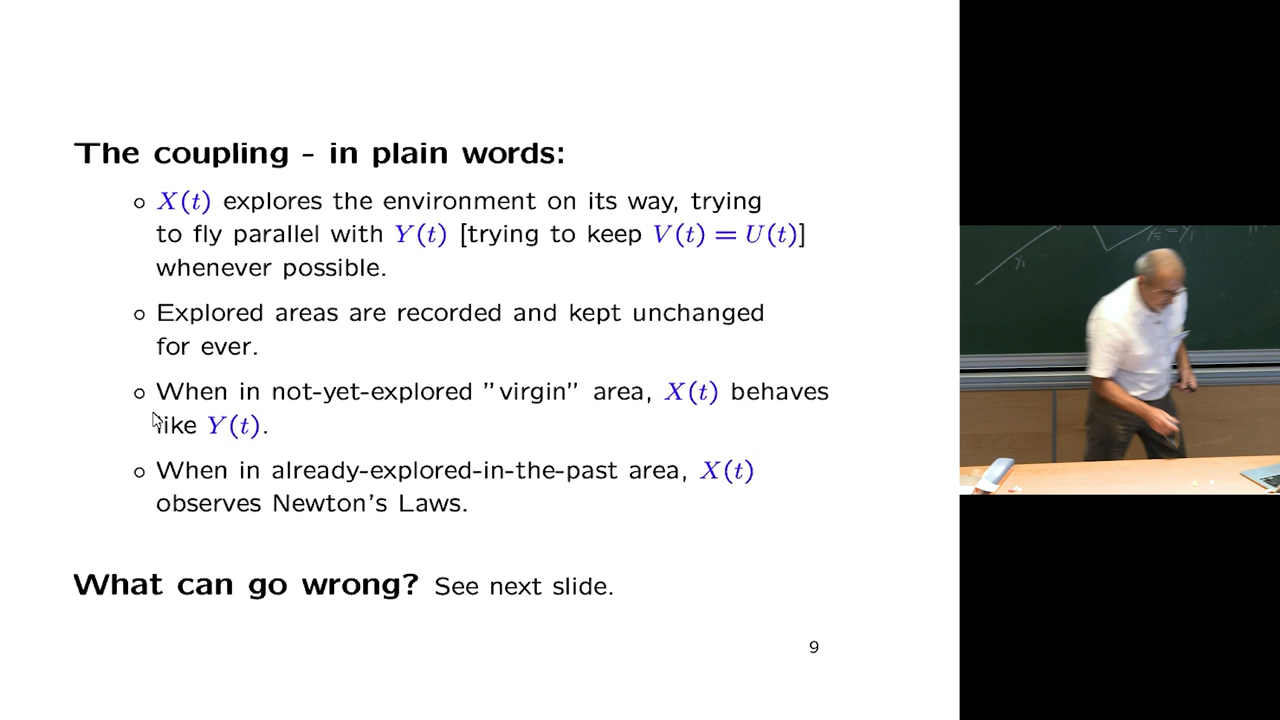 The coupling - in plain words:
◦ X(t) explores the environment on its way, trying
to fly parallel with Y(t) [trying to keep V(t) = U(t)]
whenever possible.
◦ Explored areas are recorded and kept unchanged
for ever.
◦ When in not-yet-explored ”virgin” area, X(t) behaves
like Y(t).
◦ When in already-explored-in-the-past area, X(t)
observes Newton's Laws.
What can go wrong? See next slide.
9
Y₁
Y₅ = Y₁